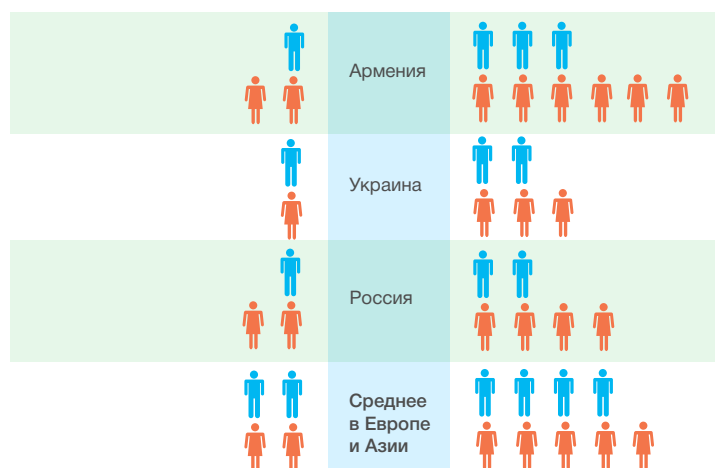 Армения
Украина
Россия
Среднее
в Европе
и Азии